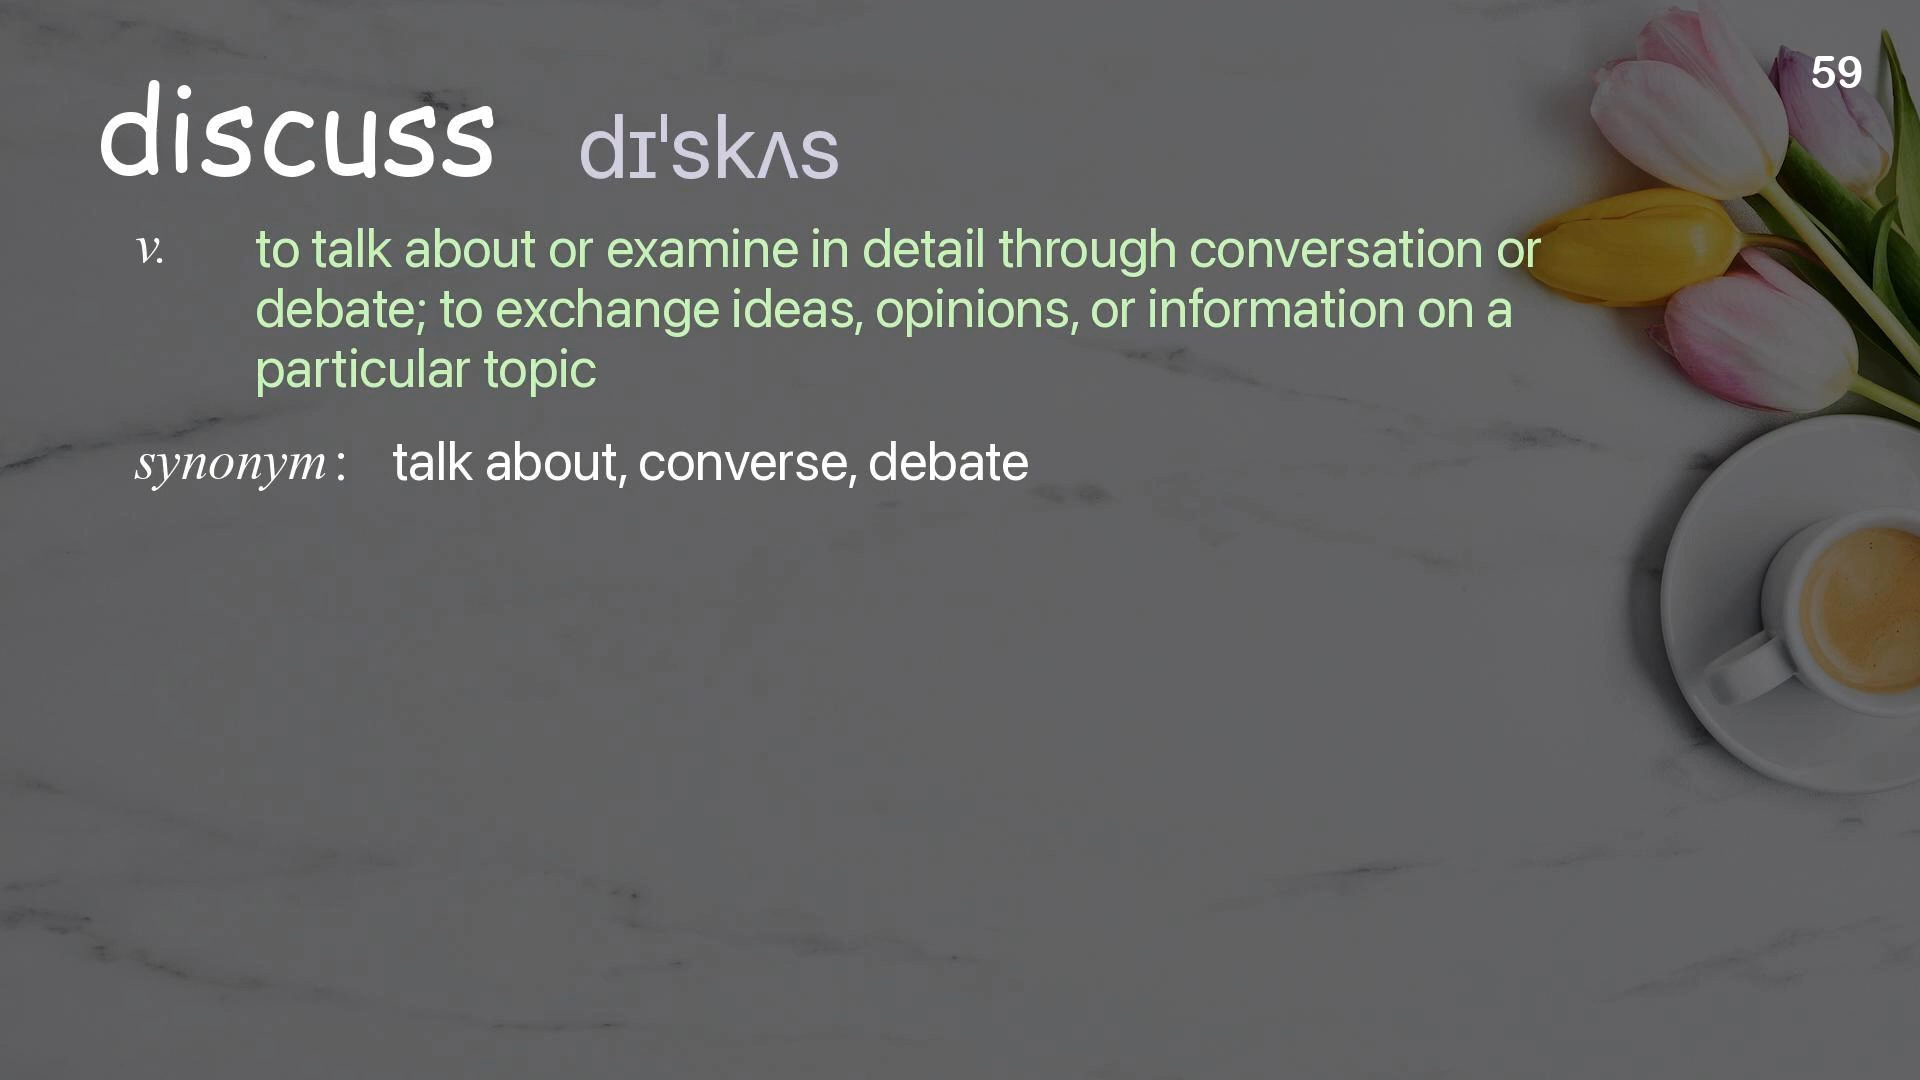 59
discuss dɪˈskʌs
v. to talk about or examine in detail through conversation or
debate; to exchange ideas, opinions, or information on a
particular topic
synonym: talk about, converse, debate